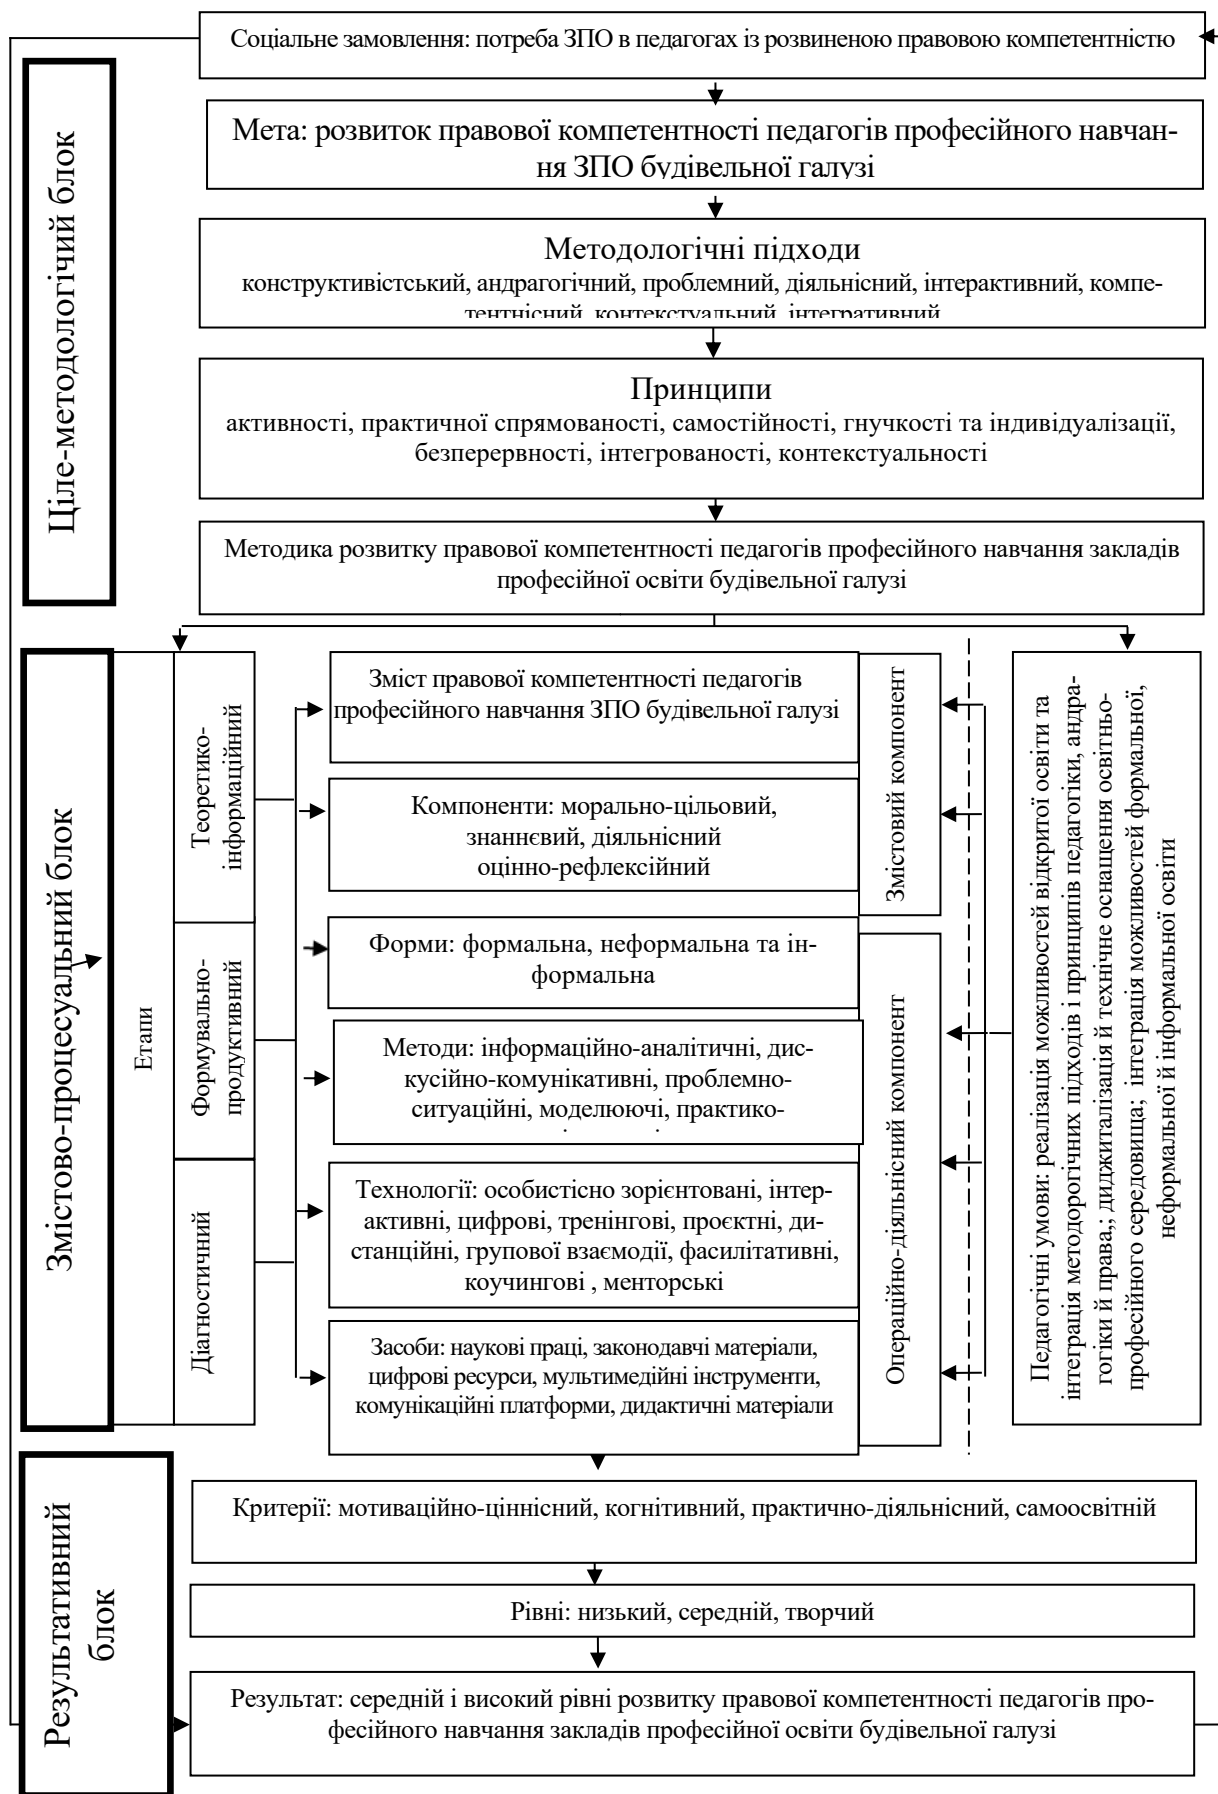 Соціальне замовлення: потреба ЗПО в педагогах із розвиненою правовою компетентністю
Ціле-методологічий блок
Мета: розвиток правової компетентності педагогів професійного навчан-
ня ЗПО будівельної галузі
Методологічні підходи
конструктивістський, андрагогічний, проблемний, діяльнісний, інтерактивний, компе-
тентнісний, контекстуальний, інтегративний
Принципи
активності, практичної спрямованості, самостійності, гнучкості та індивідуалізації,
безперервності, інтегрованості, контекстуальності
Методика розвитку правової компетентності педагогів професійного навчання закладів
професійної освіти будівельної галузі
Змістово-процесуальний блок
Етапи
Теоретико-
інформаційний
Формувально-
продуктивний
Діагностичний
Зміст правової компетентності педагогів
професійного навчання ЗПО будівельної галузі
Компоненти: морально-цільовий,
знаннєвий, діяльнісний
оцінно-рефлексійний
Форми: формальна, неформальна та ін-
формальна
Методи: інформаційно-аналітичні, дис-
кусійно-комунікативні, проблемно-
ситуаційні, моделюючі, практико-
Технології: особистісно зорієнтовані, інтер-
активні, цифрові, тренінгові, проєктні, ди-
станційні, групової взаємодії, фасилітативні,
коучингові , менторські
Засоби: наукові праці, законодавчі матеріали,
цифрові ресурси, мультимедійні інструменти,
комунікаційні платформи, дидактичні матеріали
Змістовий компонент
Операційно-діяльнісний компонент
Педагогічні умови: реалізація можливостей відкритої освіти та
інтеграція методорогічних підходів і принципів педагогіки, андра-
гогіки й права,; диджиталізація й технічне оснащення освітньо-
професійного середовища; інтеграція можливостей формальної,
неформальної й інформальної освіти
Результативний
блок
Критерії: мотиваційно-ціннісний, когнітивний, практично-діяльнісний, самоосвітній
Рівні: низький, середній, творчий
Результат: середній і високий рівні розвитку правової компетентності педагогів про-
фесійного навчання закладів професійної освіти будівельної галузі